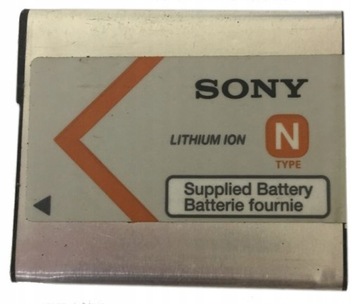 SONY
LITHIUM ION
N
TYPE
Supplied Battery
Batterie fournie